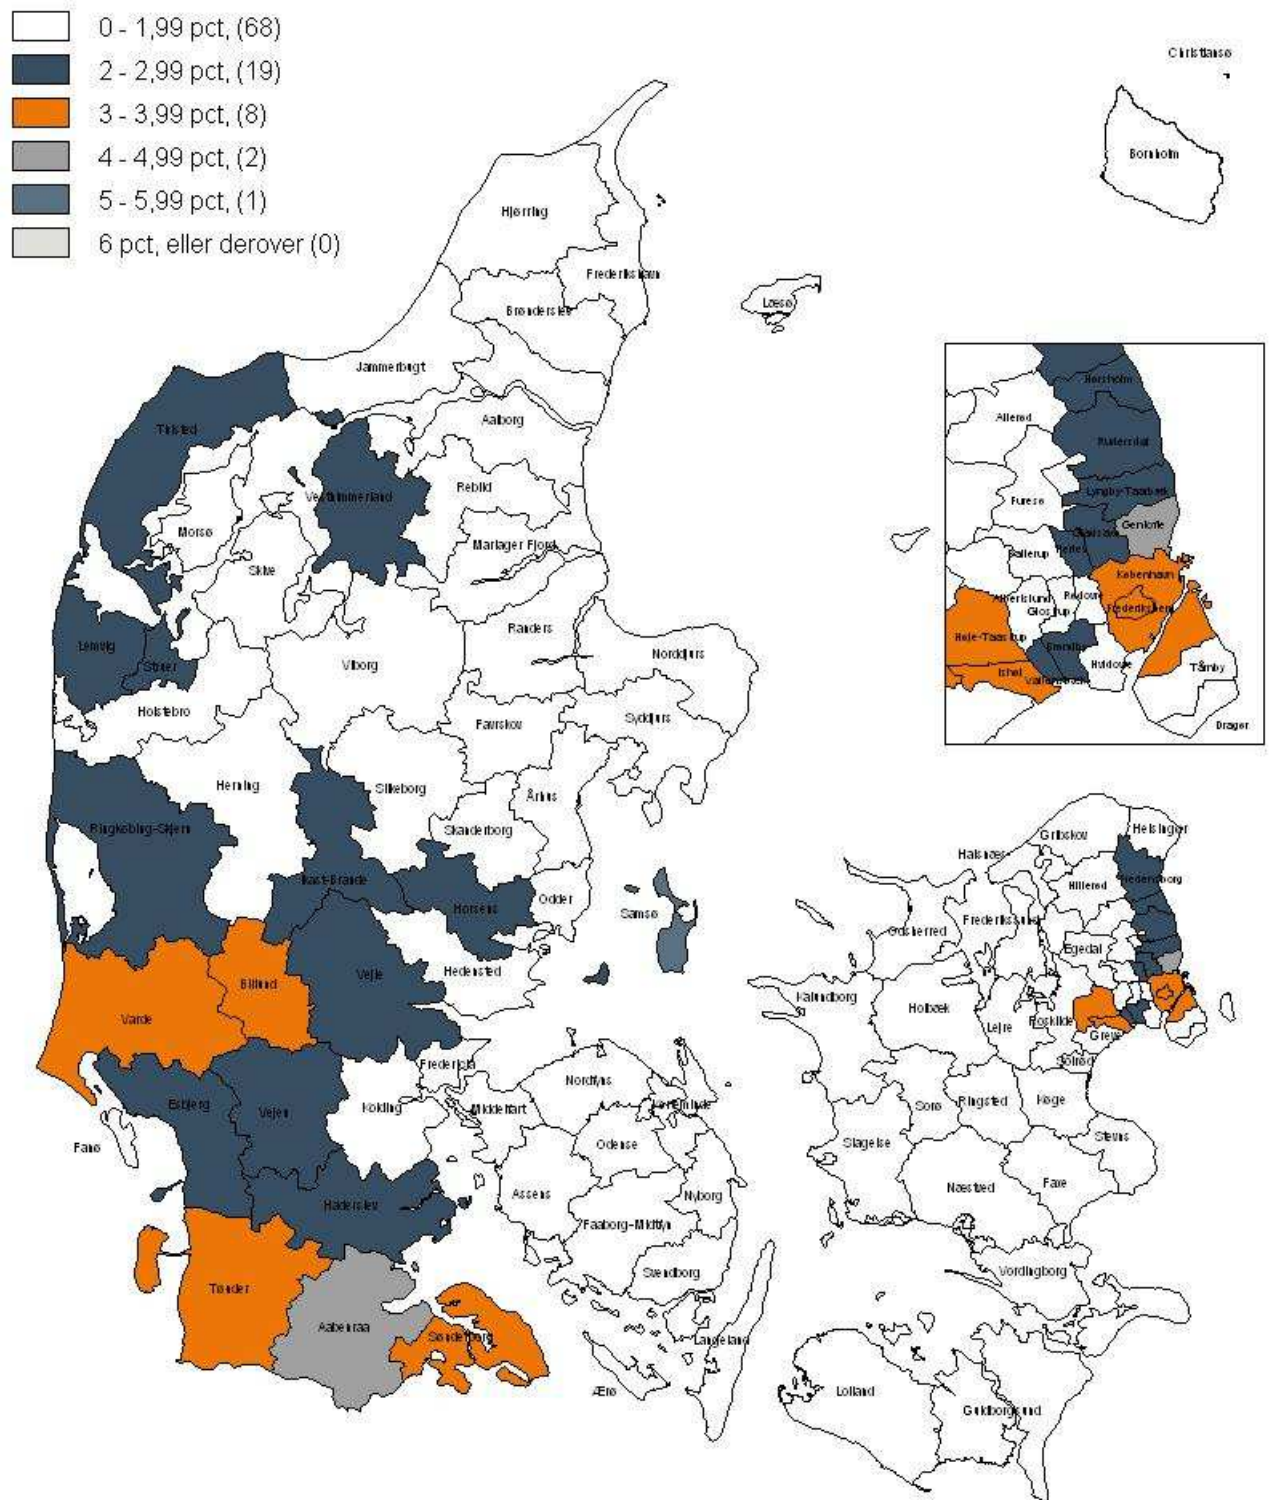 0 - 1,99 pct, (68)
2 - 2,99 pct, (19)
3 - 3,99 pct, (8)
4 - 4,99 pct, (2)
5 - 5,99 pct, (1)
6 pct, eller derover (0)
Christiansø
Bornholm
Hjørring
Frederikshavn
Læsø
Brønderslev
Jammerbugt
Aalborg
Thisted
Vesthimmerland
Rebild
Morsø
Mariager Fjord
Skive
Lemvig
Struer
Viborg
Randers
Norddjurs
Holstebro
Favrskov
Syddjurs
Herning
Silkeborg
Århus
Ringkøbing-Skjern
Skanderborg
Ikast-Brande
Horsens
Odder
Samsø
Hedensted
Vejle
Billund
Varde
Fredericia
Esbjerg
Vejen
Kolding
Middelfart
Nordfyns
Kerteminde
Fanø
Odense
Assens
Nyborg
Haderslev
Faaborg-Midtfyn
Tønder
Svendborg
Aabenraa
Sønderborg
Langeland
Ærø
Hørsholm
Allerød
Rudersdal
Furesø
Lyngby-Taarbæk
Gladsaxe
Gentofte
Ballerup
Herlev
København
Albertslund
Rødovre
Glostrup
Frederiksberg
Høje-Taastrup
Brøndby
Hvidovre
Ishøj
Vallensbæk
Tårnby
Dragør
Gribskov
Helsingør
Halsnæs
Hillerød
Fredensborg
Frederikssund
Odsherred
Egedal
Kalundborg
Holbæk
Lejre
Roskilde
Greve
Solrød
Sorø
Ringsted
Køge
Slagelse
Stevns
Næstved
Faxe
Vordingborg
Lolland
Guldborgsund